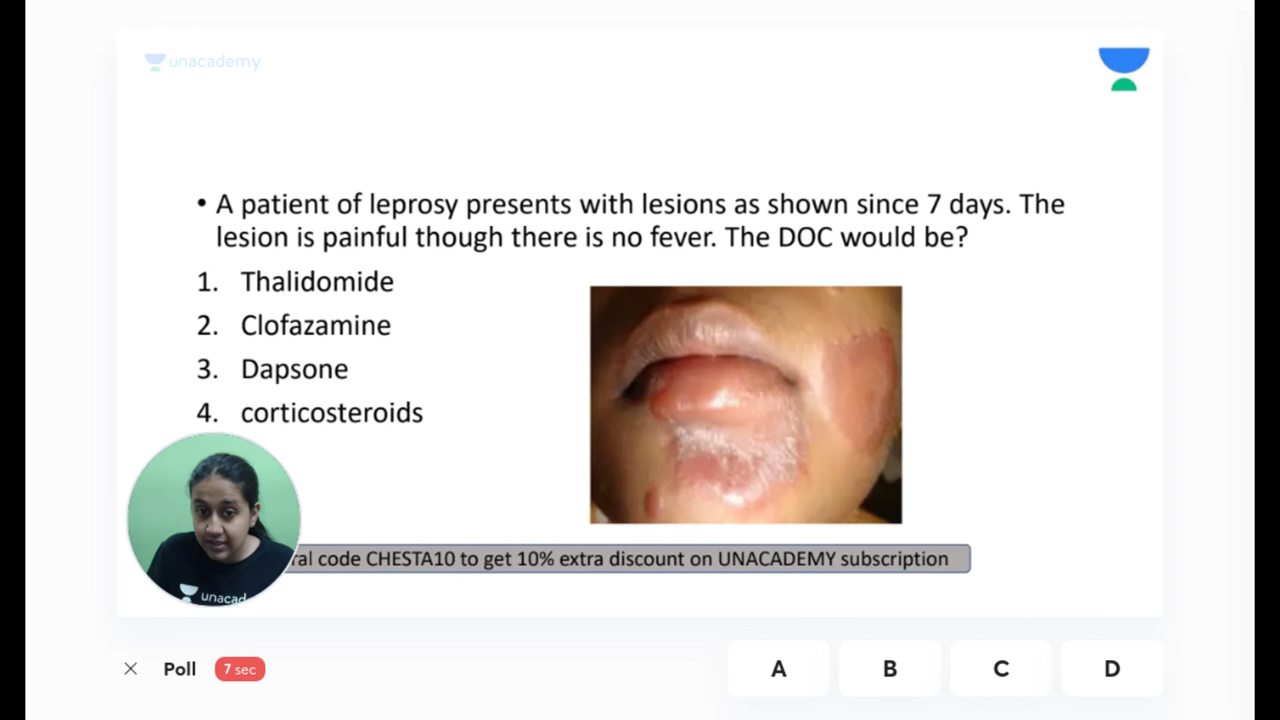 unacademy
• A patient of leprosy presents with lesions as shown since 7 days. The
lesion is painful though there is no fever. The DOC would be?
1. Thalidomide
2. Clofazamine
3. Dapsone
4. corticosteroids
code CHESTA10 to get 10% extra discount on UNACADEMY subscription
unacad
Poll
7 sec
A
B
C
D